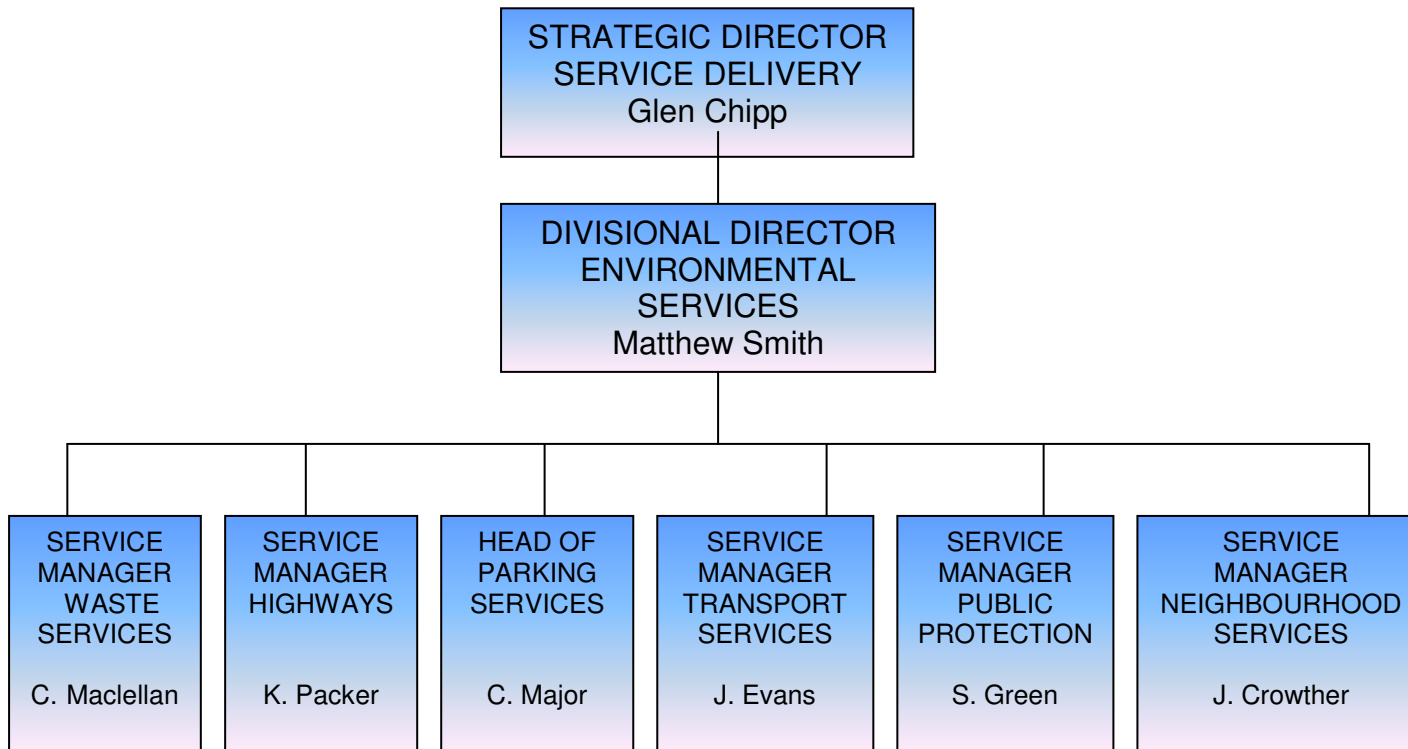 STRATEGIC DIRECTOR
SERVICE DELIVERY
Glen Chipp
DIVISIONAL DIRECTOR
ENVIRONMENTAL
SERVICES
Matthew Smith
SERVICE
MANAGER
WASTE
SERVICES
C. Maclellan
SERVICE
MANAGER
HIGHWAYS
K. Packer
HEAD OF
PARKING
SERVICES
C. Major
SERVICE
MANAGER
TRANSPORT
SERVICES
J. Evans
SERVICE
MANAGER
PUBLIC
PROTECTION
S. Green
SERVICE
MANAGER
NEIGHBOURHOOD
SERVICES
J. Crowther